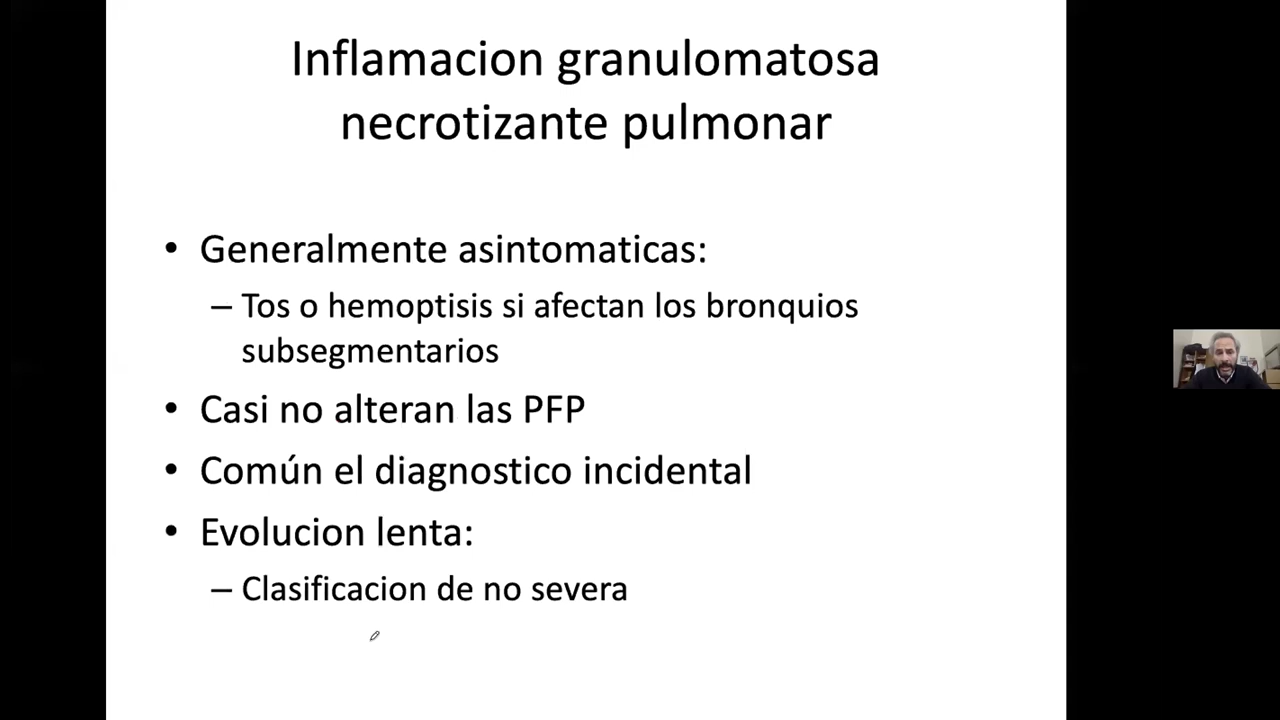 Inflamacion granulomatosa
necrotizante pulmonar
• Generalmente asintomaticas:
– Tos o hemoptisis si afectan los bronquios
subsegmentarios
• Casi no alteran las PFP
• Común el diagnostico incidental
• Evolucion lenta:
– Clasificacion de no severa